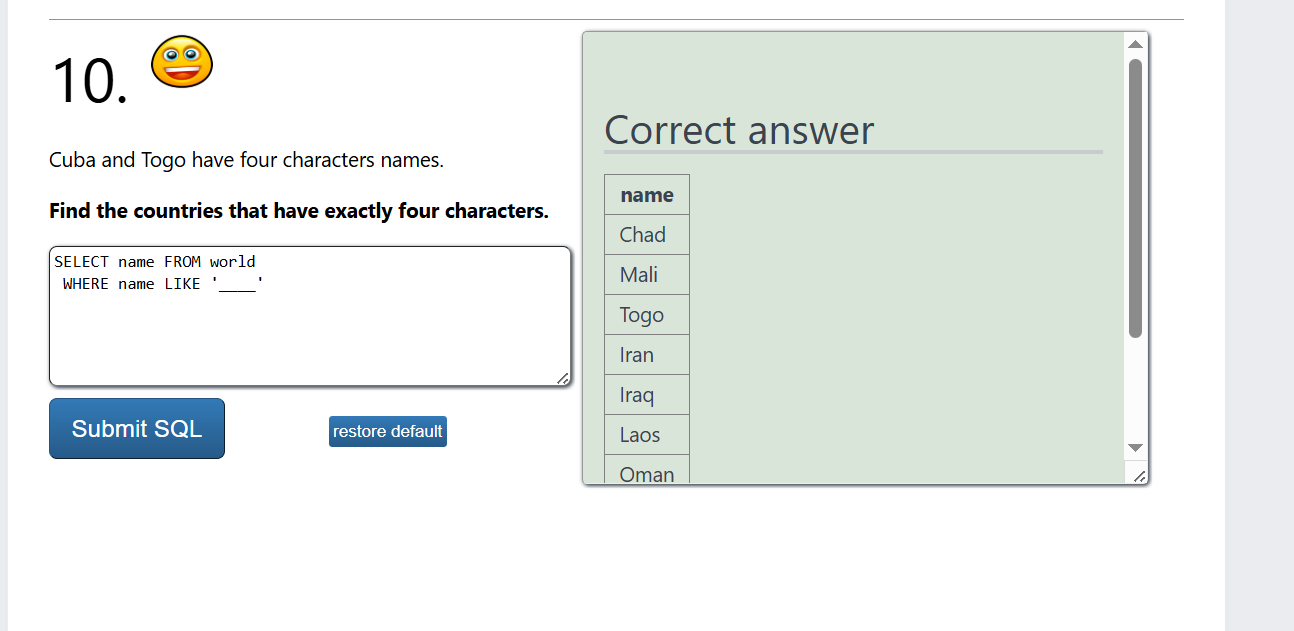 10.
Cuba and Togo have four characters names.
Find the countries that have exactly four characters.
SELECT name FROM world
WHERE name LIKE '____'
Submit SQL
restore default
Correct answer
name
Chad
Mali
Togo
Iran
Iraq
Laos
Oman